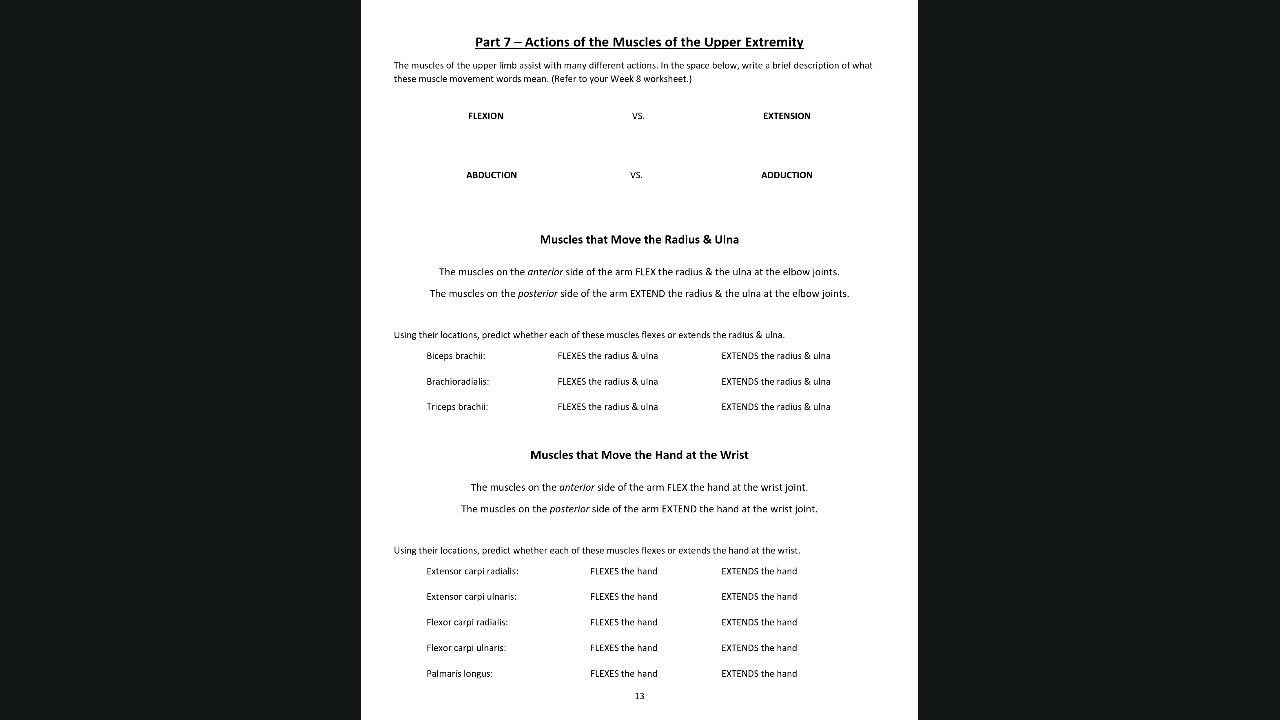 Part 7 – Actions of the Muscles of the Upper Extremity
The muscles of the upper limb assist with many different actions. In the space below, write a brief description of what
these muscle movement words mean. (Refer to your Week 8 worksheet.)
FLEXION VS. EXTENSION
ABDUCTION VS. ADDUCTION
Muscles that Move the Radius & Ulna
The muscles on the anterior side of the arm FLEX the radius & the ulna at the elbow joints.
The muscles on the posterior side of the arm EXTEND the radius & the ulna at the elbow joints.
Using their locations, predict whether each of these muscles flexes or extends the radius & ulna.
Biceps brachii: FLEXES the radius & ulna EXTENDS the radius & ulna
Brachioradialis: FLEXES the radius & ulna EXTENDS the radius & ulna
Triceps brachii: FLEXES the radius & ulna EXTENDS the radius & ulna
Muscles that Move the Hand at the Wrist
The muscles on the anterior side of the arm FLEX the hand at the wrist joint.
The muscles on the posterior side of the arm EXTEND the hand at the wrist joint.
Using their locations, predict whether each of these muscles flexes or extends the hand at the wrist.
Extensor carpi radialis: FLEXES the hand EXTENDS the hand
Extensor carpi ulnaris: FLEXES the hand EXTENDS the hand
Flexor carpi radialis: FLEXES the hand EXTENDS the hand
Flexor carpi ulnaris: FLEXES the hand EXTENDS the hand
Palmaris longus: FLEXES the hand EXTENDS the hand
13